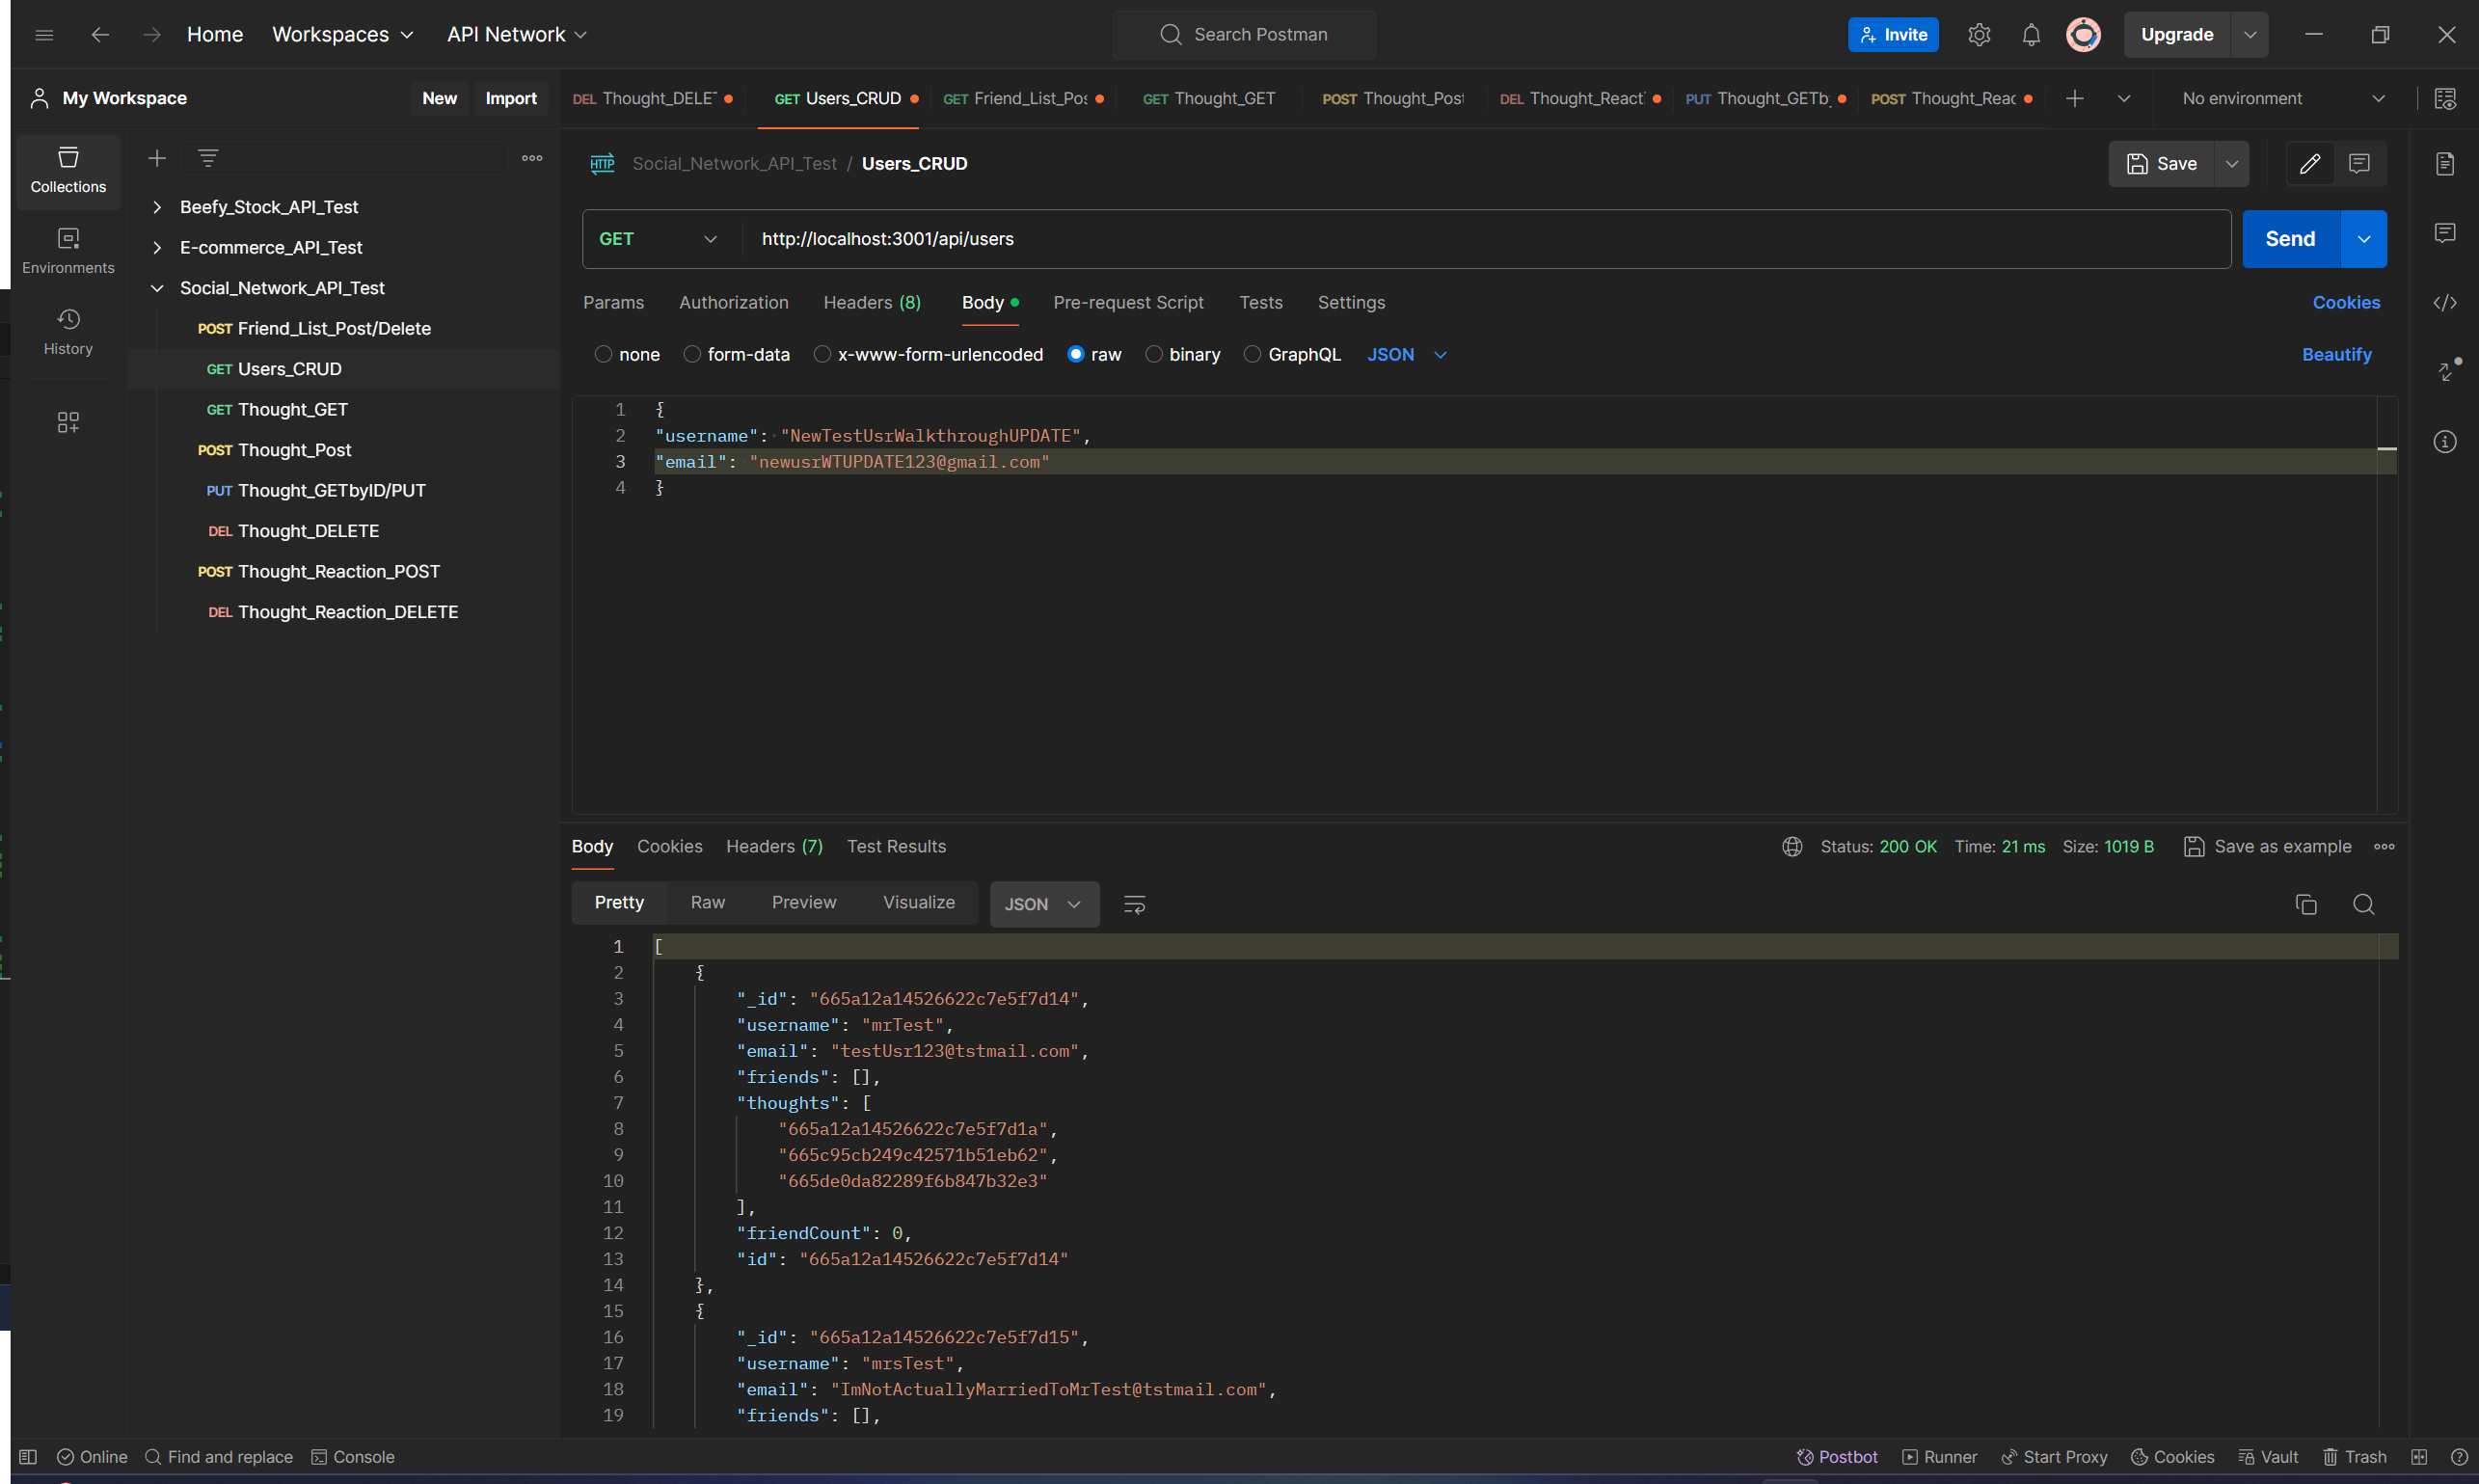 Home Workspaces API Network Search Postman Invite Upgrade
My Workspace New Import
DEL Thought_DELET GET Users_CRUD GET Friend_List_Pos GET Thought_GET POST Thought_Post DEL Thought_React PUT Thought_GETb POST Thought_Reac No environment
Collections
Environments
History
Beefy_Stock_API_Test
E-commerce_API_Test
Social_Network_API_Test
POST Friend_List_Post/Delete
GET Users_CRUD
GET Thought_GET
POST Thought_Post
PUT Thought_GETbyID/PUT
DEL Thought_DELETE
POST Thought_Reaction_POST
DEL Thought_Reaction_DELETE
HTTP Social_Network_API_Test / Users_CRUD Save
GET http://localhost:3001/api/users Send
Params Authorization Headers (8) Body Pre-request Script Tests Settings Cookies
none form-data x-www-form-urlencoded raw binary GraphQL JSON Beautify
1 {
2 "username": "NewTestUsrWalkthroughUPDATE",
3 "email": "newusrWTUPDATE123@gmail.com"
4 }
Body Cookies Headers (7) Test Results Status: 200 OK Time: 21 ms Size: 1019 B Save as example
Pretty Raw Preview Visualize JSON
1 [
2 {
3 "_id": "665a12a14526622c7e5f7d14",
4 "username": "mrTest",
5 "email": "testUsr123@tstmail.com",
6 "friends": [],
7 "thoughts": [
8 "665a12a14526622c7e5f7d1a",
9 "665c95cb249c42571b51eb62",
10 "665de0da82289f6b847b32e3"
11 ],
12 "friendCount": 0,
13 "id": "665a12a14526622c7e5f7d14"
14 },
15 {
16 "_id": "665a12a14526622c7e5f7d15",
17 "username": "mrsTest",
18 "email": "ImNotActuallyMarriedToMrTest@tstmail.com",
19 "friends": [],
Online Find and replace Console Postbot Runner Start Proxy Cookies Vault Trash